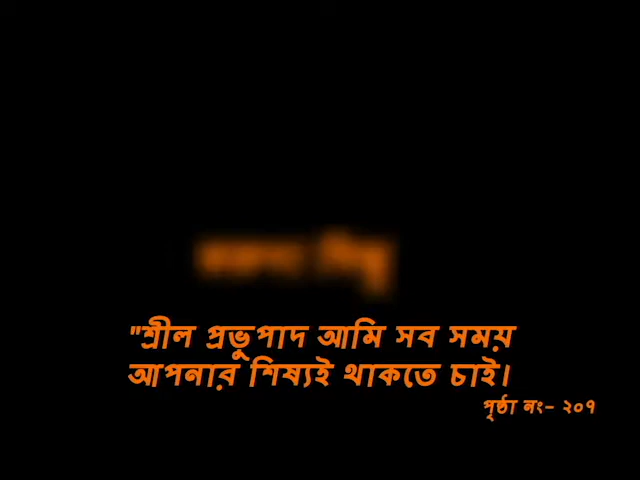 "শ্রীল প্রভুপাদ আমি সব সময়
আপনার শিষ্যই থাকতে চাই।
পৃষ্ঠা নং- ২০৭